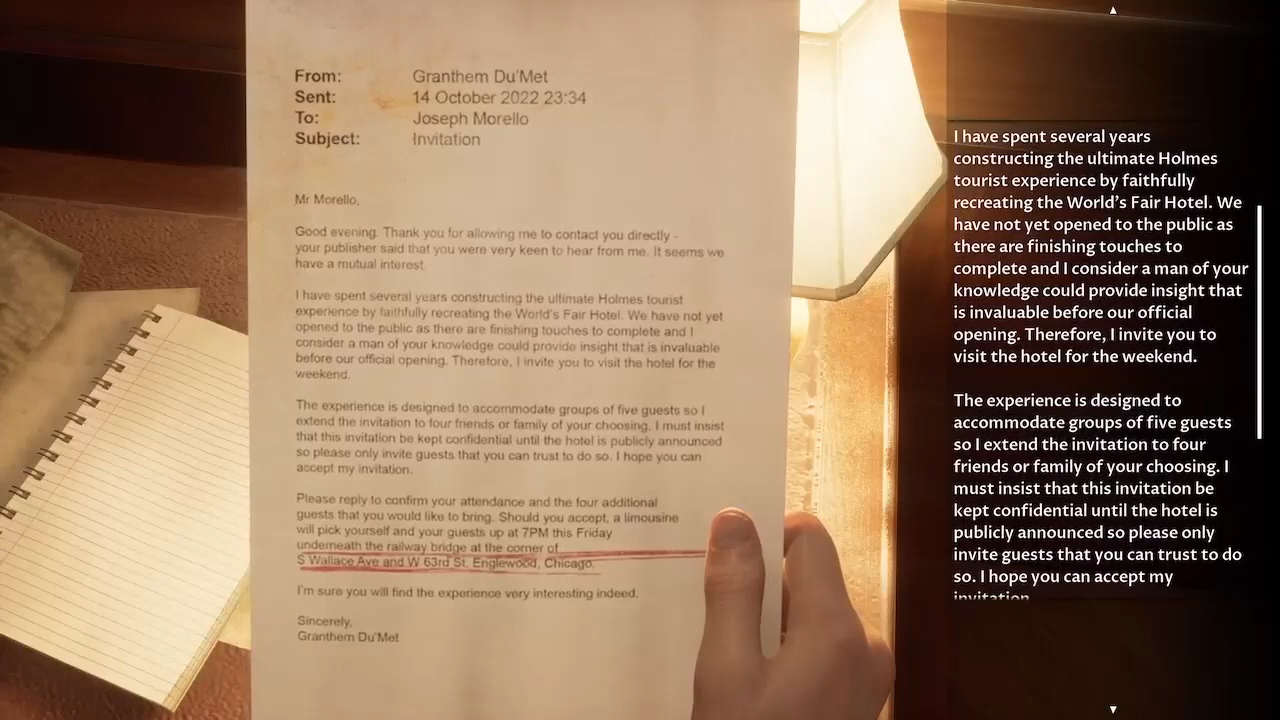 From: Granthem Du'Met
Sent: 14 October 2022 23:34
To: Joseph Morello
Subject: Invitation
Mr Morello,
Good evening. Thank you for allowing me to contact you directly -
your publisher said that you were very keen to hear from me. It seems we
have a mutual interest.
I have spent several years constructing the ultimate Holmes tourist
experience by faithfully recreating the World's Fair Hotel. We have not yet
opened to the public as there are finishing touches to complete and I
consider a man of your knowledge could provide insight that is invaluable
before our official opening. Therefore, I invite you to visit the hotel for the
weekend.
The experience is designed to accommodate groups of five guests so I
extend the invitation to four friends or family of your choosing. I must insist
that this invitation be kept confidential until the hotel is publicly announced
so please only invite guests that you can trust to do so. I hope you can
accept my invitation.
Please reply to confirm your attendance and the four additional
guests that you would like to bring. Should you accept, a limousine
will pick yourself and your guests up at 7PM this Friday
underneath the railway bridge at the corner of
S Wallace Ave and W 63rd St, Englewood, Chicago.
I'm sure you will find the experience very interesting indeed.
Sincerely,
Granthem Du'Met
I have spent several years
constructing the ultimate Holmes
tourist experience by faithfully
recreating the World's Fair Hotel. We
have not yet opened to the public as
there are finishing touches to
complete and I consider a man of your
knowledge could provide insight that
is invaluable before our official
opening. Therefore, I invite you to
visit the hotel for the weekend.
The experience is designed to
accommodate groups of five guests
so I extend the invitation to four
friends or family of your choosing. I
must insist that this invitation be
kept confidential until the hotel is
publicly announced so please only
invite guests that you can trust to do
so. I hope you can accept my
invitation.